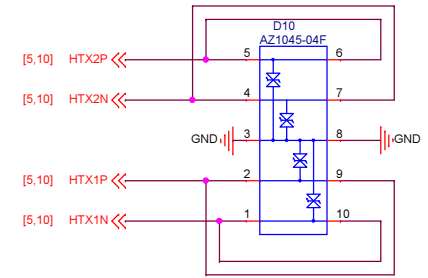 D10
AZ1045-04F
[5,10] HTX2P 5 6
[5,10] HTX2N 4 7
GND 3 8 GND
[5,10] HTX1P 2 9
[5,10] HTX1N 1 10